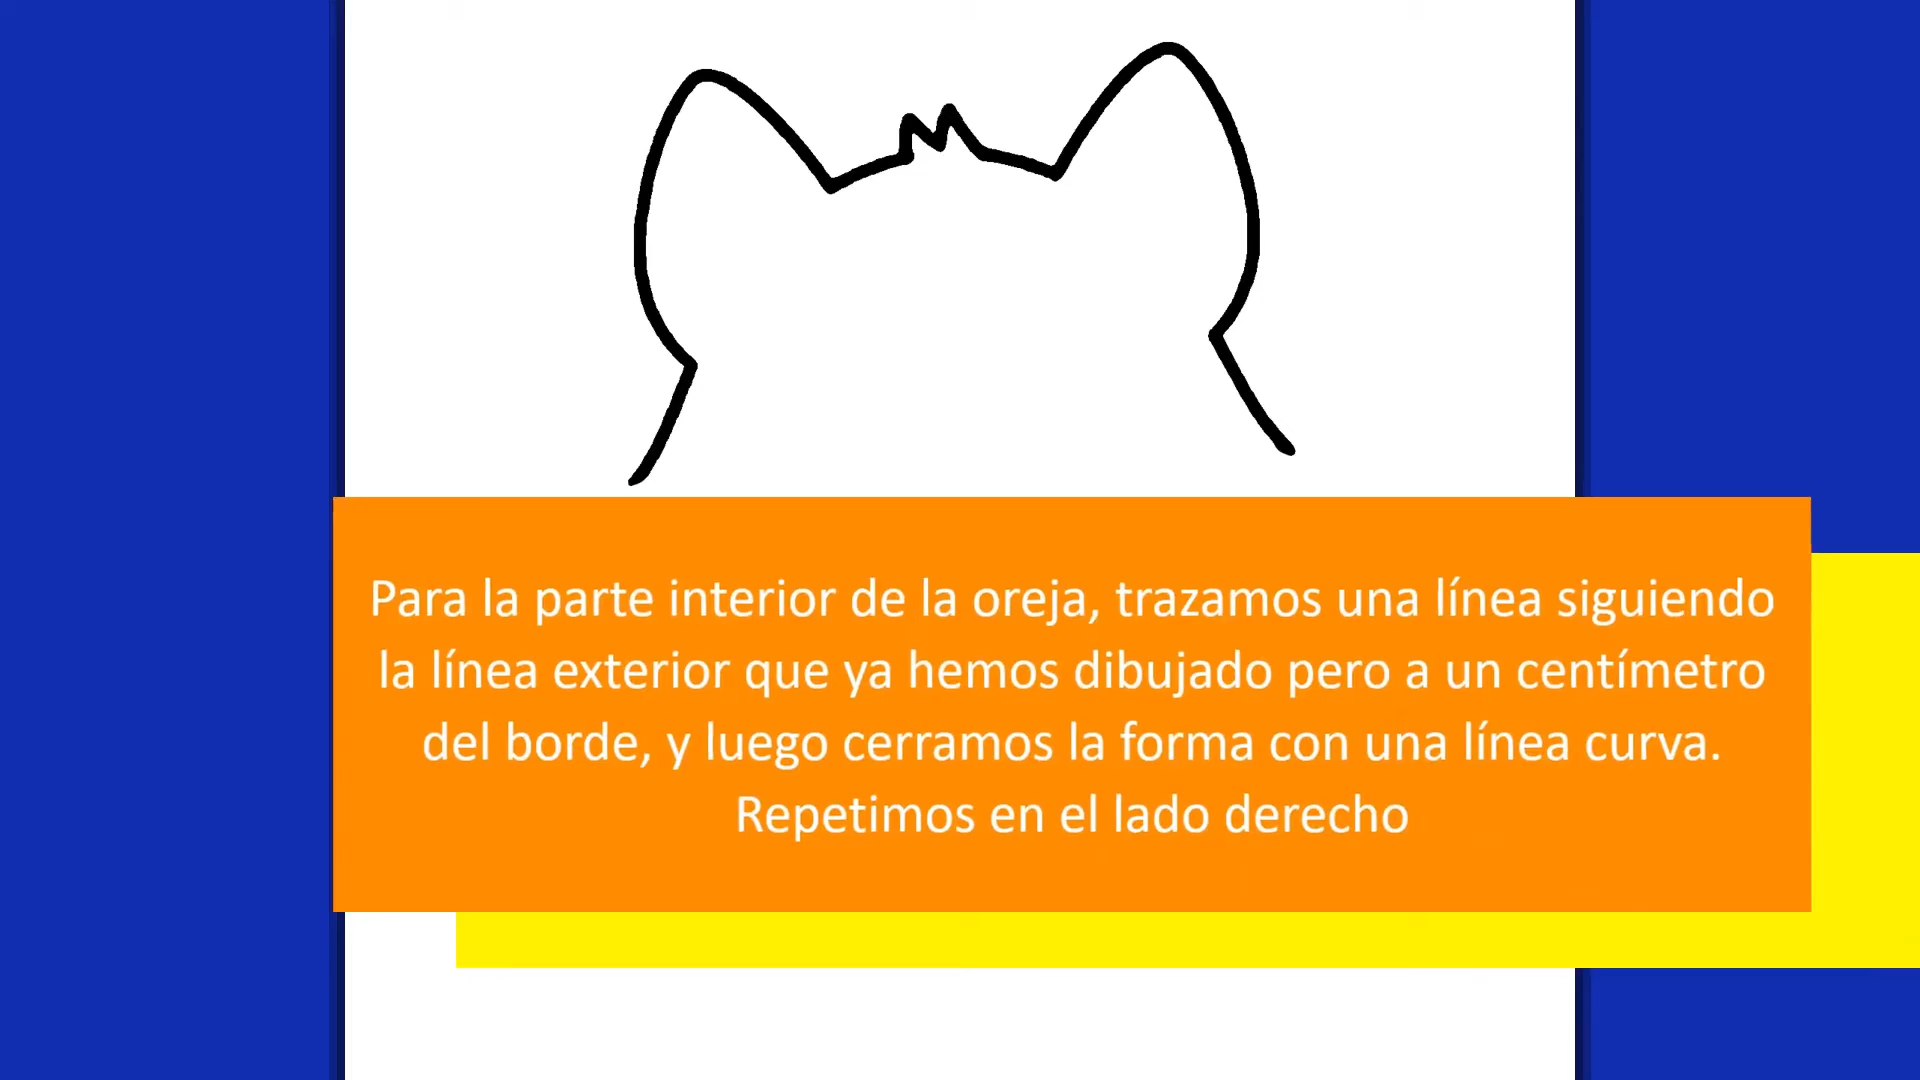 Para la parte interior de la oreja, trazamos una línea siguiendo
la línea exterior que ya hemos dibujado pero a un centímetro
del borde, y luego cerramos la forma con una línea curva.
Repetimos en el lado derecho